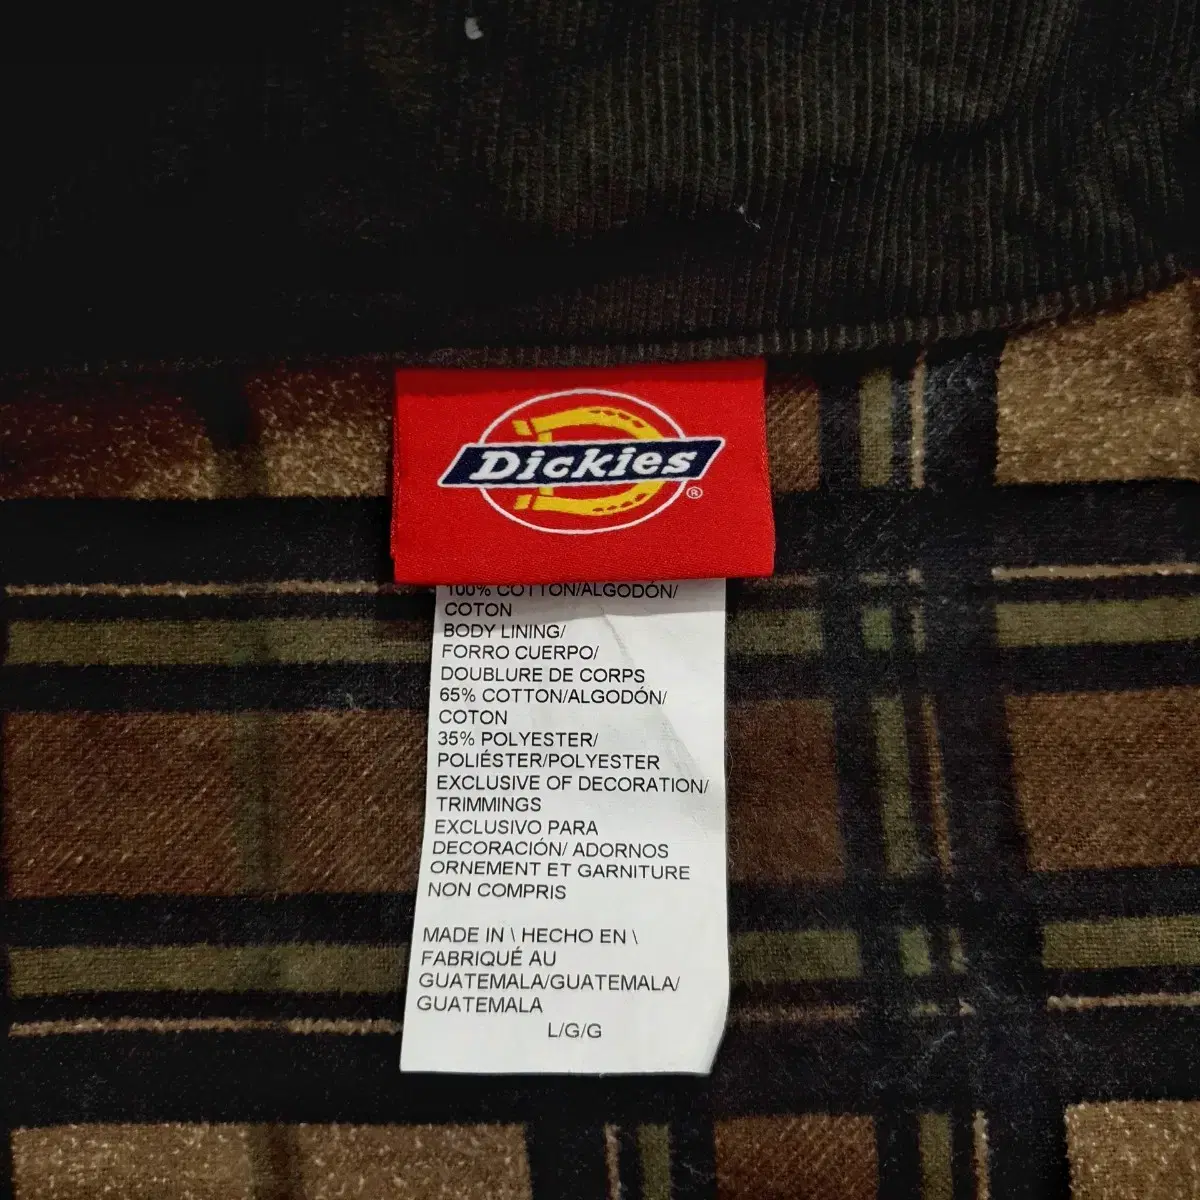 Dickies
®
100% COTTON/ALGODÓN/
COTON
BODY LINING/
FORRO CUERPO/
DOUBLURE DE CORPS
65% COTTON/ALGODÓN/
COTON
35% POLYESTER/
POLIÉSTER/POLYESTER
EXCLUSIVE OF DECORATION/
TRIMMINGS
EXCLUSIVO PARA
DECORACIÓN/ ADORNOS
ORNEMENT ET GARNITURE
NON COMPRIS
MADE IN \ HECHO EN \
FABRIQUÉ AU
GUATEMALA/GUATEMALA/
GUATEMALA
L/G/G